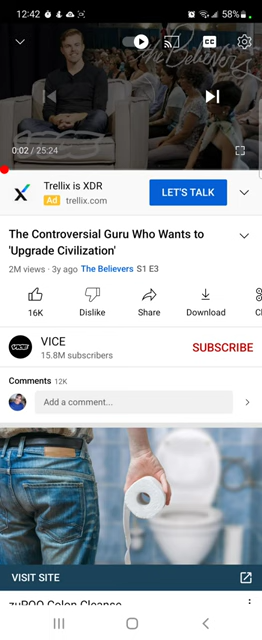 12:42
58%
The Believers
CC
0:02 / 25:24
Trellix is XDR
Ad trellix.com
LET'S TALK
The Controversial Guru Who Wants to
'Upgrade Civilization'
2M views · 3y ago The Believers S1 E3
16K
Dislike
Share
Download
VICE
VICE
15.8M subscribers
SUBSCRIBE
Comments 12K
Add a comment...
VISIT SITE
zuPOO Colon Cleanse